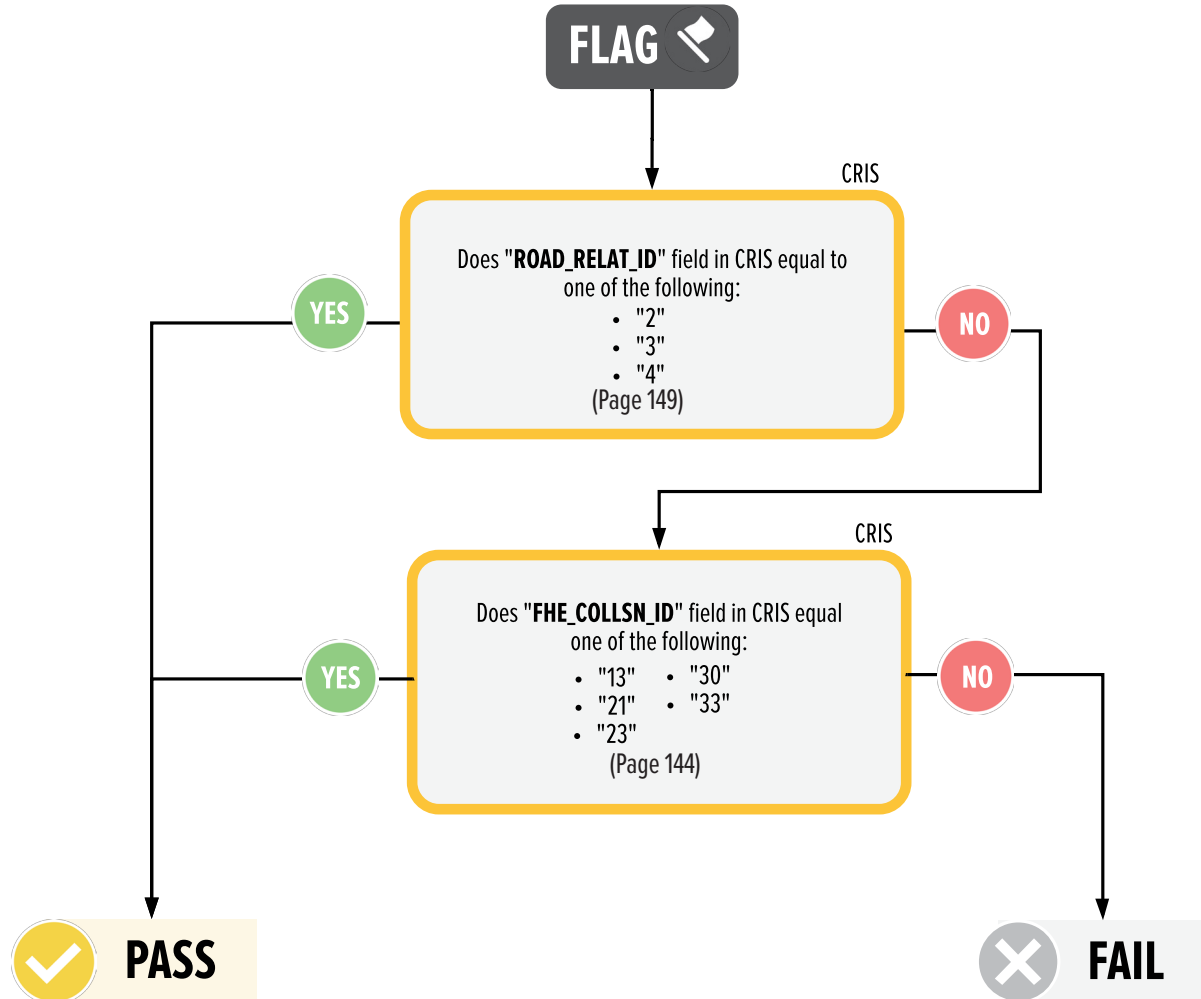 FLAG
CRIS
Does "ROAD_RELAT_ID" field in CRIS equal to
one of the following:
• "2"
• "3"
• "4"
(Page 149)
YES
NO
CRIS
Does "FHE_COLLSN_ID" field in CRIS equal
one of the following:
• "13" • "30"
• "21" • "33"
• "23"
(Page 144)
YES
NO
PASS
FAIL